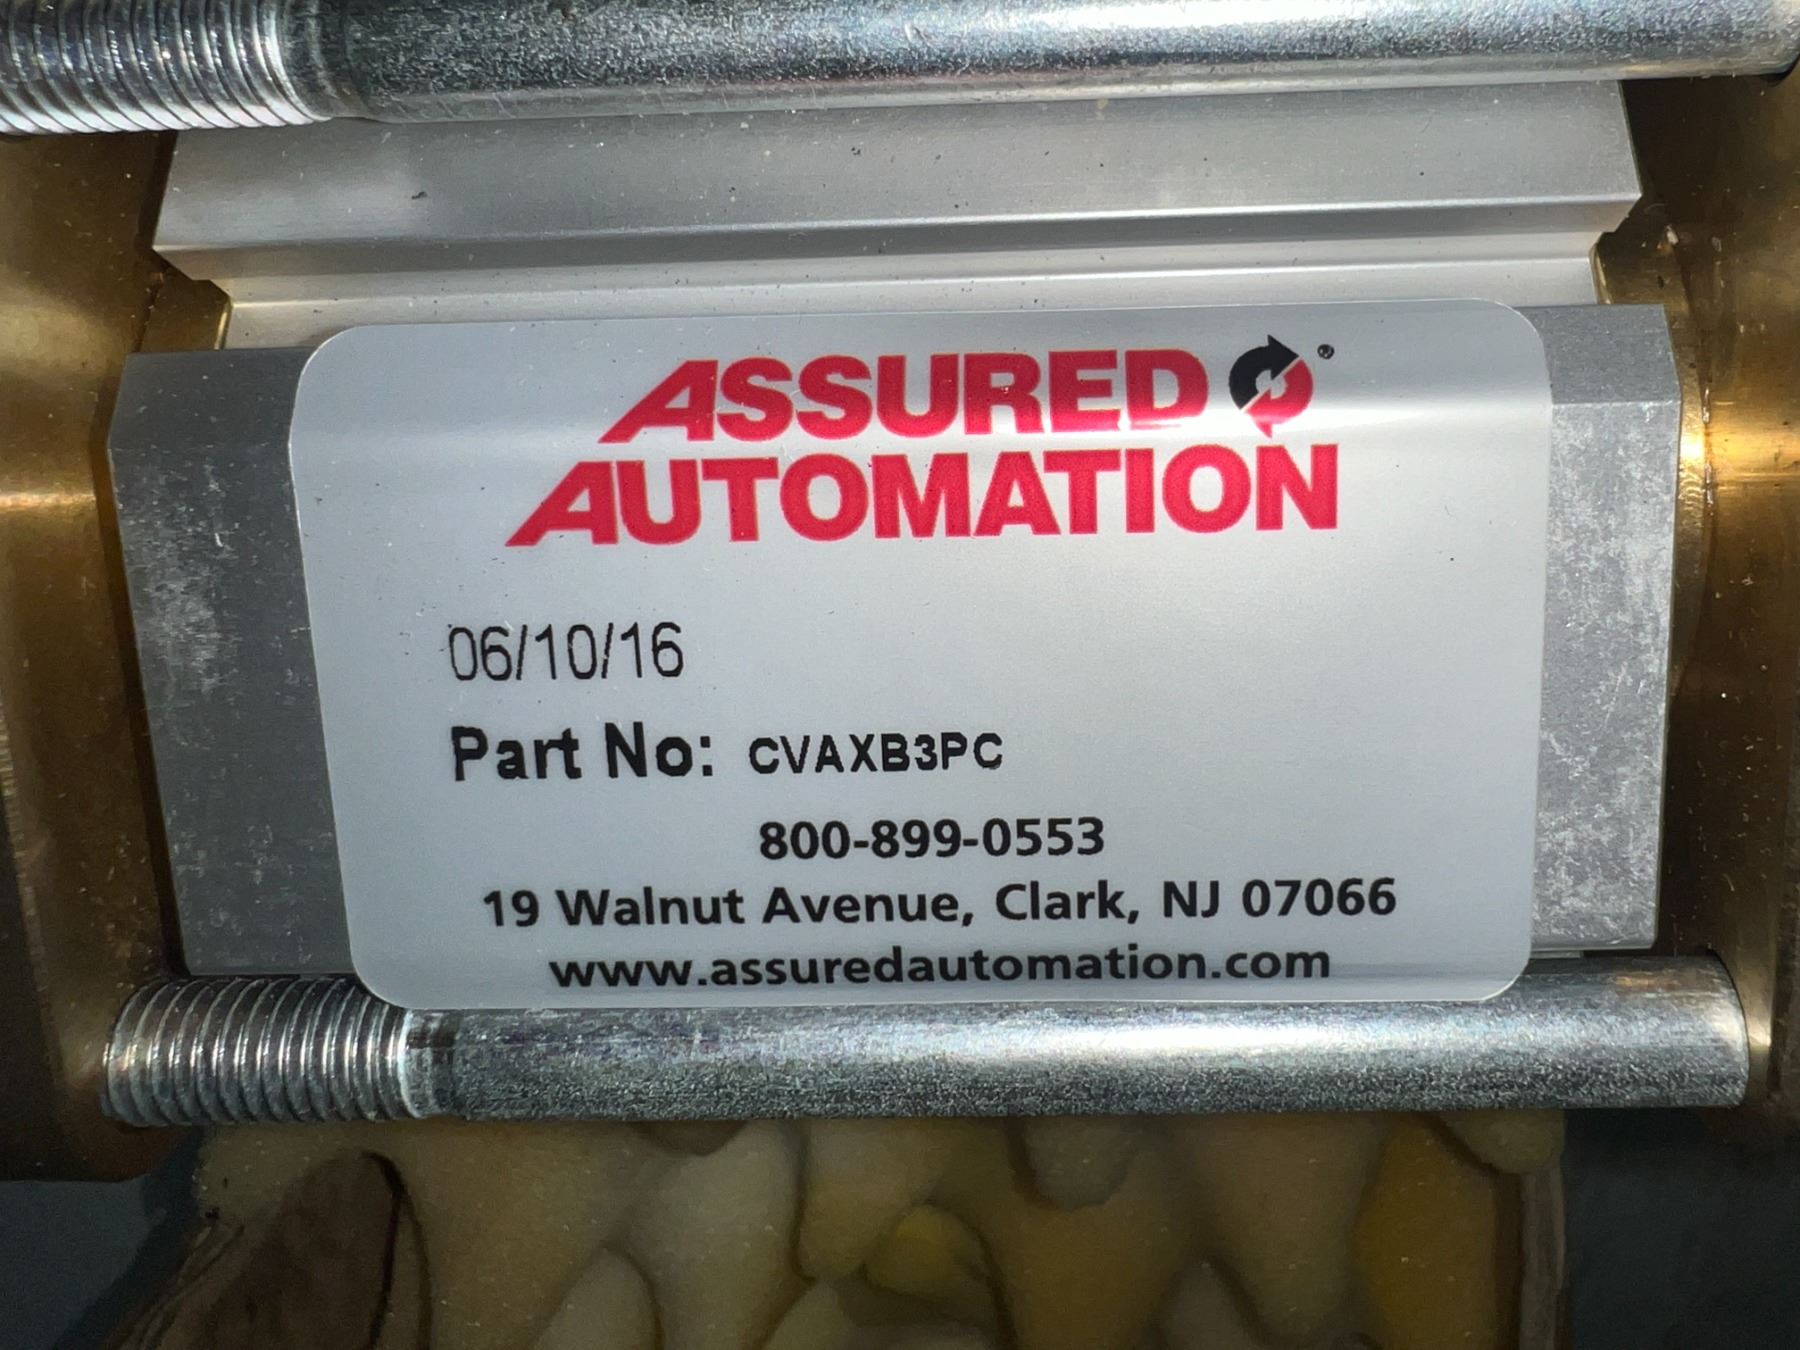 ASSURED ®
AUTOMATION
06/10/16
Part No: CVAXB3PC
800-899-0553
19 Walnut Avenue, Clark, NJ 07066
www.assuredautomation.com